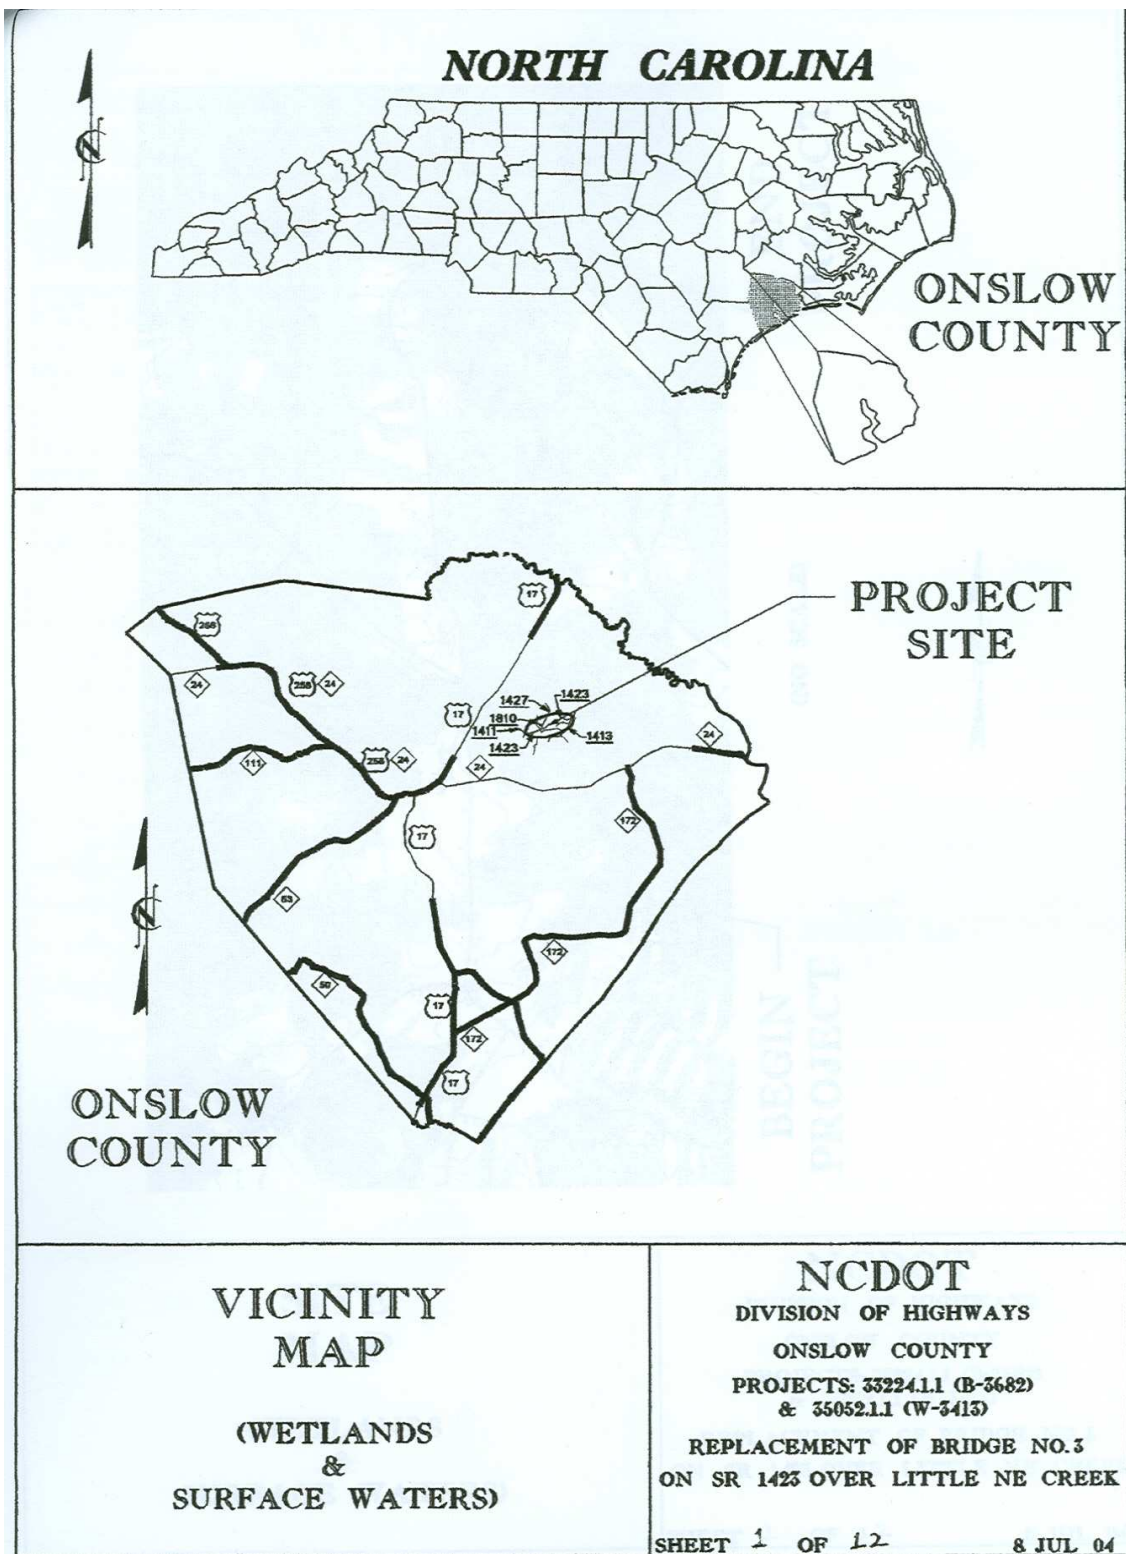 NORTH CAROLINA
N
ONSLOW
COUNTY
PROJECT
SITE
17
258
24
258
24
1427
1423
17
1810
1411
1413
1423
24
258
24
24
111
172
17
53
172
50
17
172
17
N
ONSLOW
COUNTY
VICINITY
MAP
(WETLANDS
&
SURFACE WATERS)
NCDOT
DIVISION OF HIGHWAYS
ONSLOW COUNTY
PROJECTS: 33224.1.1 (B-3682)
& 35052.1.1 (W-3413)
REPLACEMENT OF BRIDGE NO. 3
ON SR 1423 OVER LITTLE NE CREEK
SHEET 1 OF 12
8 JUL 04